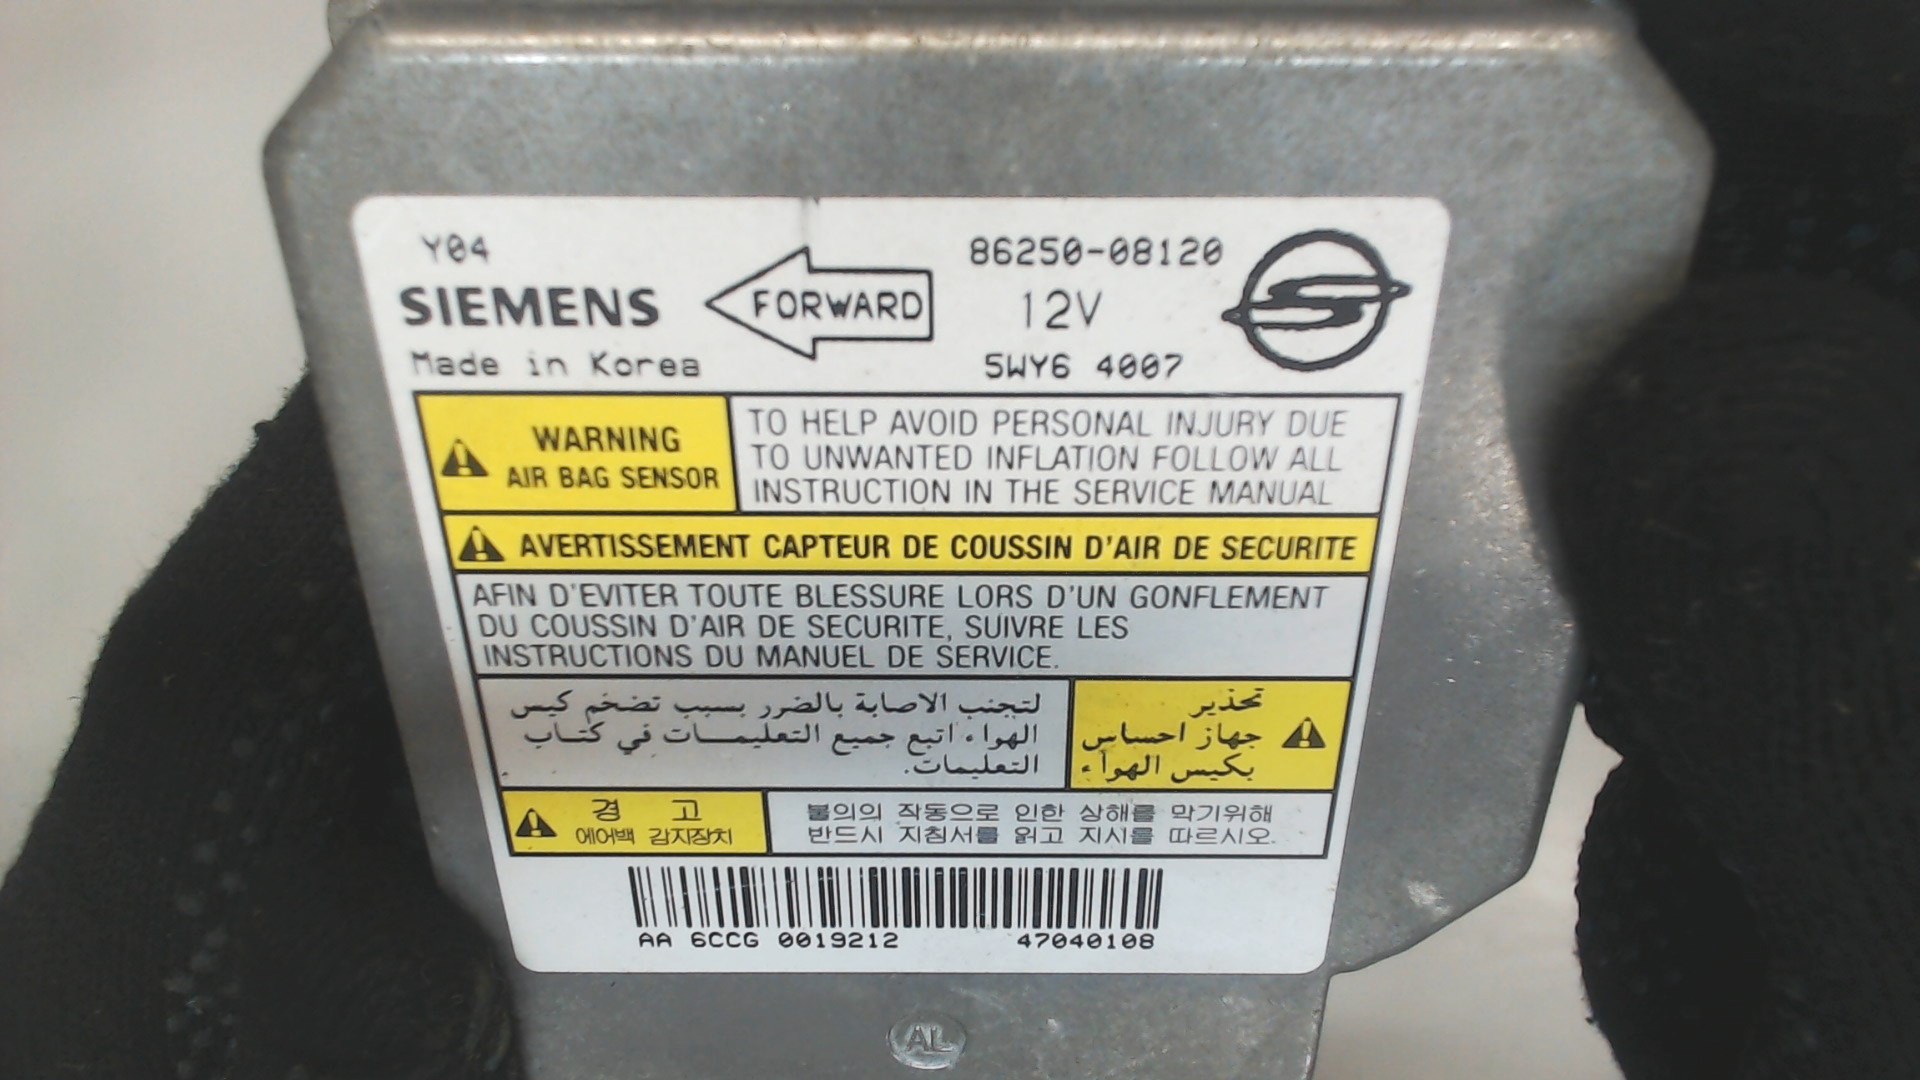 Y04
86250-08120
SIEMENS
FORWARD
12V
Made in Korea
5WY6 4007
WARNING
AIR BAG SENSOR
TO HELP AVOID PERSONAL INJURY DUE
TO UNWANTED INFLATION FOLLOW ALL
INSTRUCTION IN THE SERVICE MANUAL
AVERTISSEMENT CAPTEUR DE COUSSIN D'AIR DE SECURITE
AFIN D'EVITER TOUTE BLESSURE LORS D'UN GONFLEMENT
DU COUSSIN D'AIR DE SECURITE, SUIVRE LES
INSTRUCTIONS DU MANUEL DE SERVICE.
تحذير
جهاز احساس
بكيس الهواء
لتجنب الاصابة بالضرر بسبب تضخم كيس
الهواء اتبع جميع التعليمات في كتاب
التعليمات.
경 고
에어백 감지장치
불의의 작동으로 인한 상해를 막기위해
반드시 지침서를 읽고 지시를 따르시오.
AA 6CCG 0019212 47040108
AL